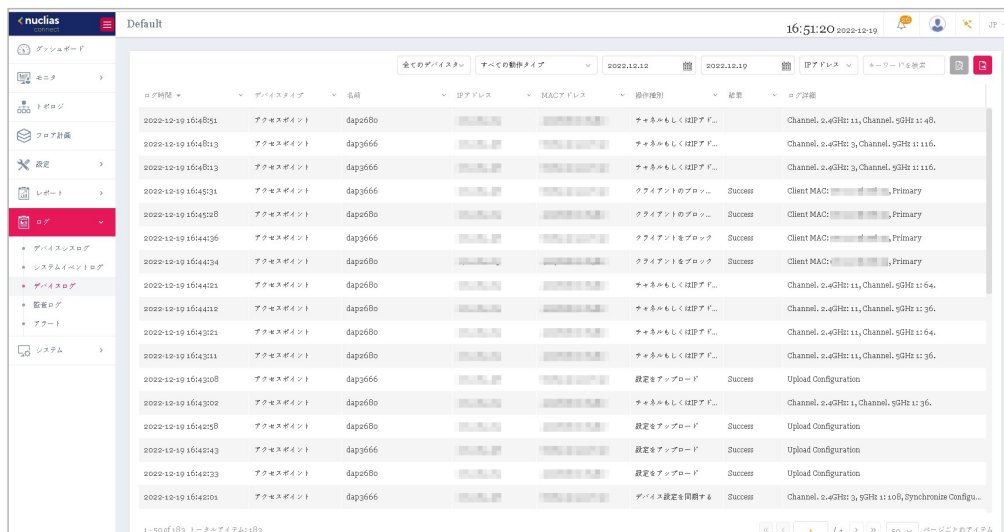 nuclias
connect
Default
16:51:20 2022-12-19
26
JP
ダッシュボード
モニタ
トポロジ
フロア計画
設定
レポート
ログ
デバイスシスログ
システムイベントログ
デバイスログ
監査ログ
アラート
システム
全てのデバイスタ すべての動作タイプ 2022.12.12 2022.12.19 IPアドレス キーワードを検索
ログ時間 デバイスタイプ 名前 IPアドレス MACアドレス 操作種別 結果 ログ詳細
2022-12-19 16:48:51 アクセスポイント dap2680 チャネルもしくはIPアド... Channel. 2.4GHz: 11, Channel. 5GHz 1: 48.
2022-12-19 16:48:13 アクセスポイント dap3666 チャネルもしくはIPアド... Channel. 2.4GHz: 3, Channel. 5GHz 1: 116.
2022-12-19 16:48:13 アクセスポイント dap3666 チャネルもしくはIPアド... Channel. 2.4GHz: 3, Channel. 5GHz 1: 116.
2022-12-19 16:45:31 アクセスポイント dap3666 クライアントのブロッ... Success Client MAC: , Primary
2022-12-19 16:45:28 アクセスポイント dap2680 クライアントのブロッ... Success Client MAC: , Primary
2022-12-19 16:44:36 アクセスポイント dap3666 クライアントをブロック Success Client MAC: , Primary
2022-12-19 16:44:34 アクセスポイント dap2680 クライアントをブロック Success Client MAC: , Primary
2022-12-19 16:44:21 アクセスポイント dap2680 チャネルもしくはIPアド... Channel. 2.4GHz: 11, Channel. 5GHz 1: 64.
2022-12-19 16:44:12 アクセスポイント dap2680 チャネルもしくはIPアド... Channel. 2.4GHz: 11, Channel. 5GHz 1: 36.
2022-12-19 16:43:21 アクセスポイント dap2680 チャネルもしくはIPアド... Channel. 2.4GHz: 11, Channel. 5GHz 1: 64.
2022-12-19 16:43:11 アクセスポイント dap2680 チャネルもしくはIPアド... Channel. 2.4GHz: 11, Channel. 5GHz 1: 36.
2022-12-19 16:43:08 アクセスポイント dap3666 設定をアップロード Success Upload Configuration
2022-12-19 16:43:02 アクセスポイント dap2680 チャネルもしくはIPアド... Channel. 2.4GHz: 1, Channel. 5GHz 1: 36.
2022-12-19 16:42:58 アクセスポイント dap2680 設定をアップロード Success Upload Configuration
2022-12-19 16:42:43 アクセスポイント dap2680 設定をアップロード Success Upload Configuration
2022-12-19 16:42:33 アクセスポイント dap2680 設定をアップロード Success Upload Configuration
2022-12-19 16:42:01 アクセスポイント dap3666 デバイス設定を同期する Success Channel. 2.4GHz: 3, 5GHz 1: 108, Synchronize Configu...
1 - 50 of 183 トータルアイテム: 183 1 / 4 50 ページごとのアイテム